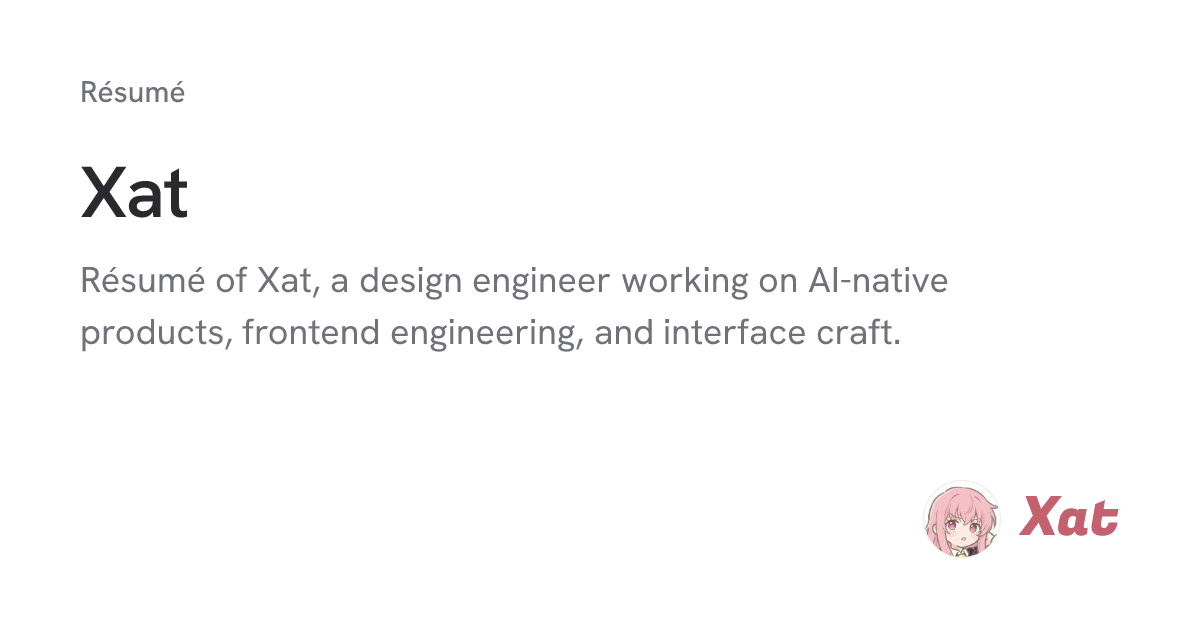 Résumé
Xat
Résumé of Xat, a design engineer working on AI-native
products, frontend engineering, and interface craft.
Xat